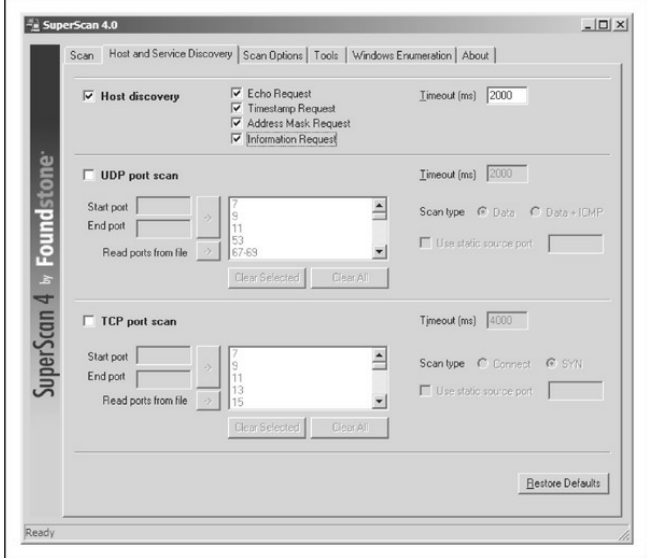 SuperScan 4.0
Scan Host and Service Discovery Scan Options Tools Windows Enumeration About
Host discovery
Echo Request
Timestamp Request
Address Mask Request
Information Request
Timeout (ms) 2000
UDP port scan
Timeout (ms) 2000
Start port
End port
Read ports from file
->
->
7
9
11
53
67-69
Clear Selected Clear All
Scan type Data Data + ICMP
Use static source port
TCP port scan
Timeout (ms) 4000
Start port
End port
Read ports from file
->
->
7
9
11
13
15
Clear Selected Clear All
Scan type Connect SYN
Use static source port
Restore Defaults
SuperScan 4 by Foundstone
Ready